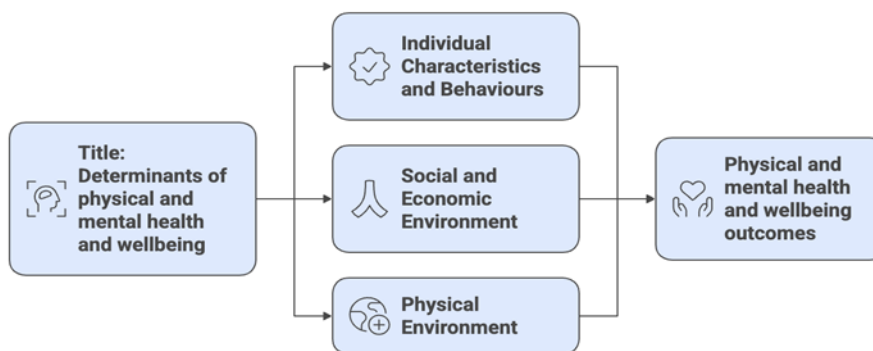 Title:
Determinants of
physical and
mental health
and wellbeing
Individual
Characteristics
and Behaviours
Social and
Economic
Environment
Physical
Environment
Physical and
mental health
and wellbeing
outcomes